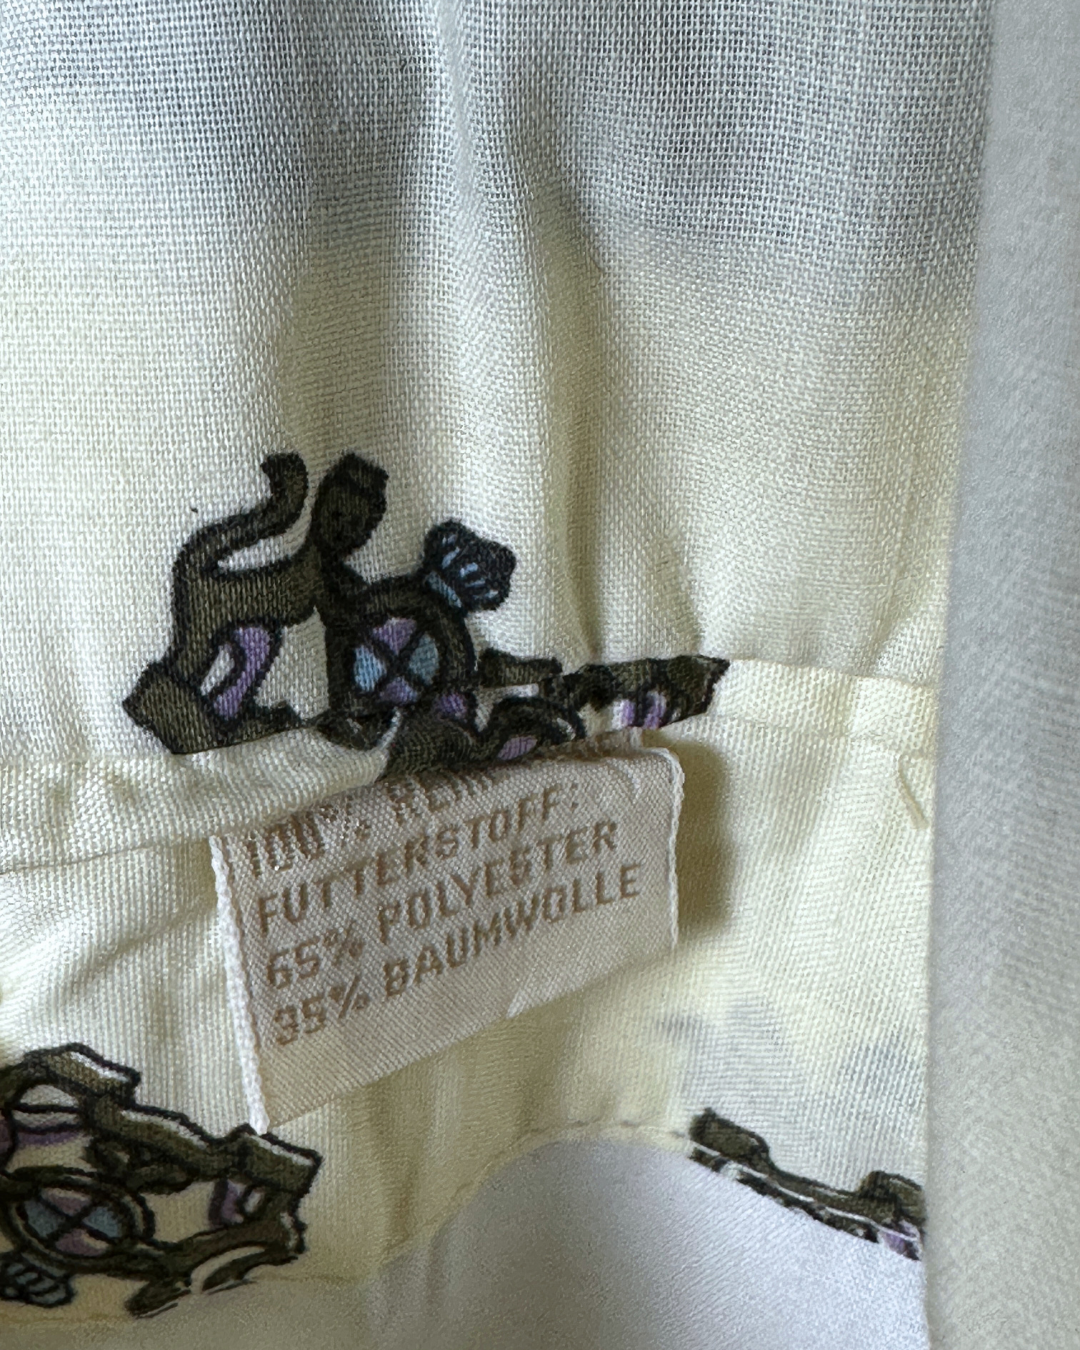 100%
FUTTERSTOFF:
65% POLYESTER
35% BAUMWOLLE